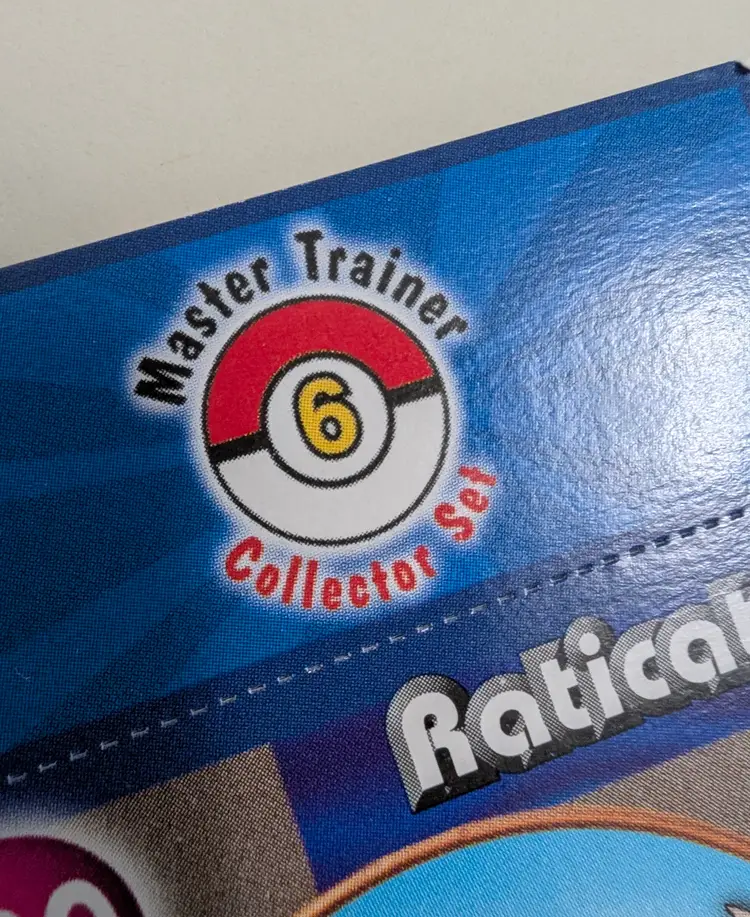 Master Trainer
6
Collector Set